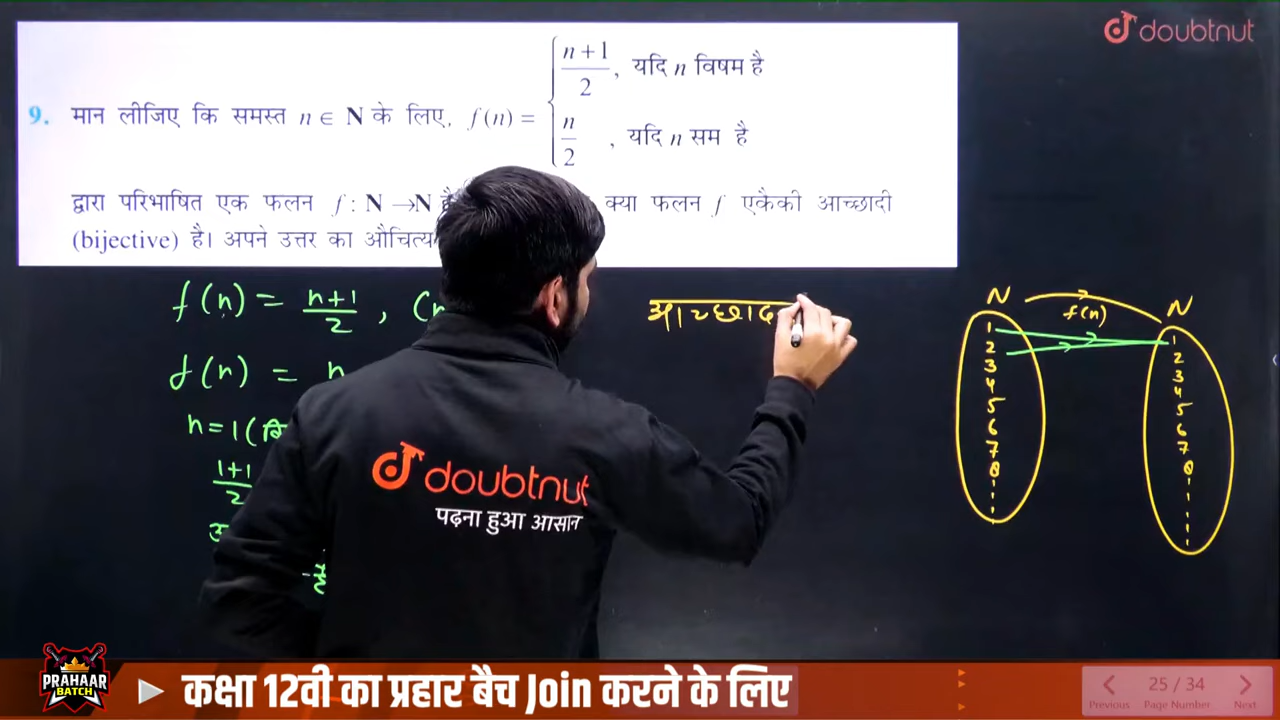 doubtnut
9. मान लीजिए कि समस्त n ∈ N के लिए, f(n) = { n+1/2, यदि n विषम है
n/2 , यदि n सम है
द्वारा परिभाषित एक फलन f : N →N क्या फलन f एकैकी आच्छादी
(bijective) है। अपने उत्तर का औचित्य
f(n) = n+1/2 , (n
f(n) = n
n=1 (
1+1/2
आच्छाद
N → N
f(n)
1 1
2 2
3 3
4 4
5 5
6 6
7 7
8 8
doubtnut
पढ़ना हुआ आसान
PRAHAAR
BATCH
कक्षा 12वी का प्रहार बैच Join करने के लिए
25 / 34
Previous Page Number Next